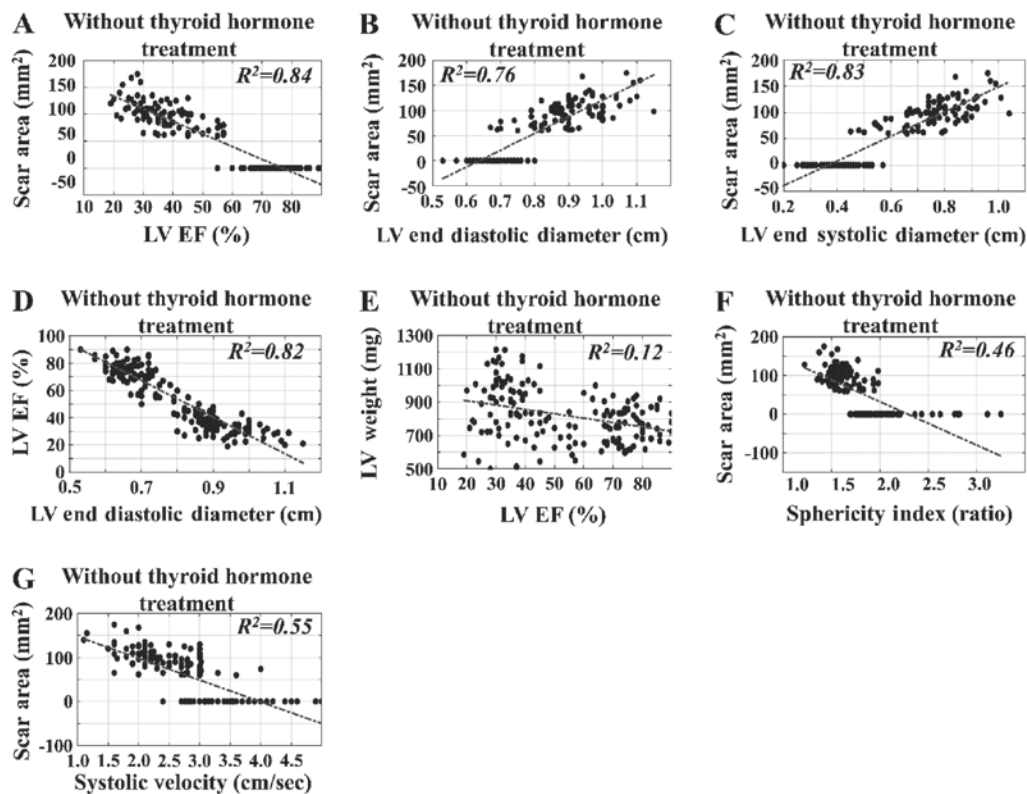 A Without thyroid hormone
treatment
R²=0.84
Scar area (mm²)
200
150
100
50
0
0
-50
10 20 30 40 50 60 70 80
LV EF (%)
B Without thyroid hormone
treatment
R²=0.76
Scar area (mm²)
200
150
100
50
0
-50
0.5 0.6 0.7 0.8 0.9 1.0 1.1
LV end diastolic diameter (cm)
C Without thyroid hormone
treatment
R²=0.83
Scar area (mm²)
200
150
100
50
0
50
0.2 0.4 0.6 0.8 1.0
LV end systolic diameter (cm)
D Without thyroid hormone
treatment
R²=0.82
LV EF (%)
100
80
60
40
20
0
0.5 0.7 0.9 1.1
LV end diastolic diameter (cm)
E Without thyroid hormone
treatment
R²=0.12
LV weight (mg)
1300
1100
900
700
500
10 20 30 40 50 60 70 80
LV EF (%)
F Without thyroid hormone
treatment
R²=0.46
Scar area (mm²)
200
100
0
-100
1.0 1.5 2.0 2.5 3.0
Sphericity index (ratio)
G Without thyroid hormone
treatment
R²=0.55
Scar area (mm²)
200
100
0
-100
1.0 1.5 2.0 2.5 3.0 3.5 4.0 4.5
Systolic velocity (cm/sec)